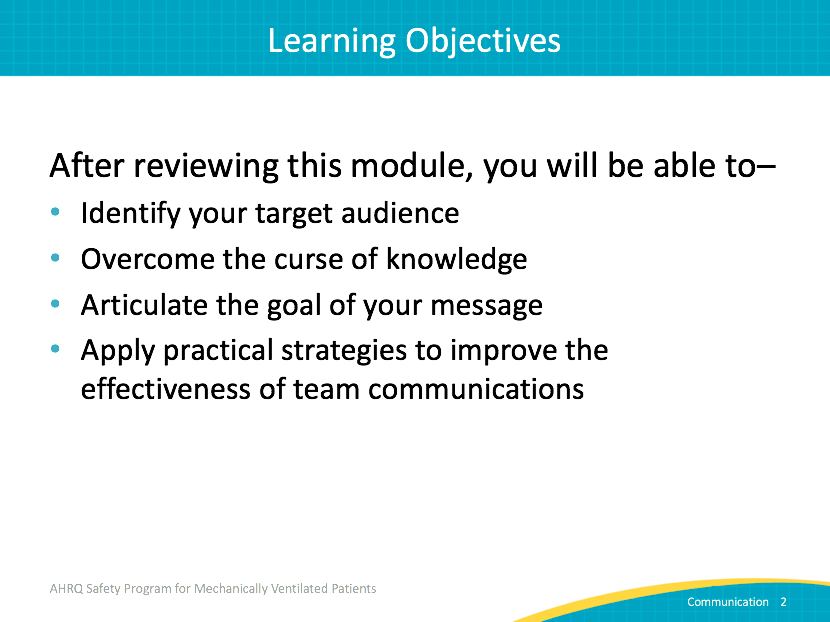 Learning Objectives
After reviewing this module, you will be able to–
• Identify your target audience
• Overcome the curse of knowledge
• Articulate the goal of your message
• Apply practical strategies to improve the
effectiveness of team communications
AHRQ Safety Program for Mechanically Ventilated Patients
Communication 2